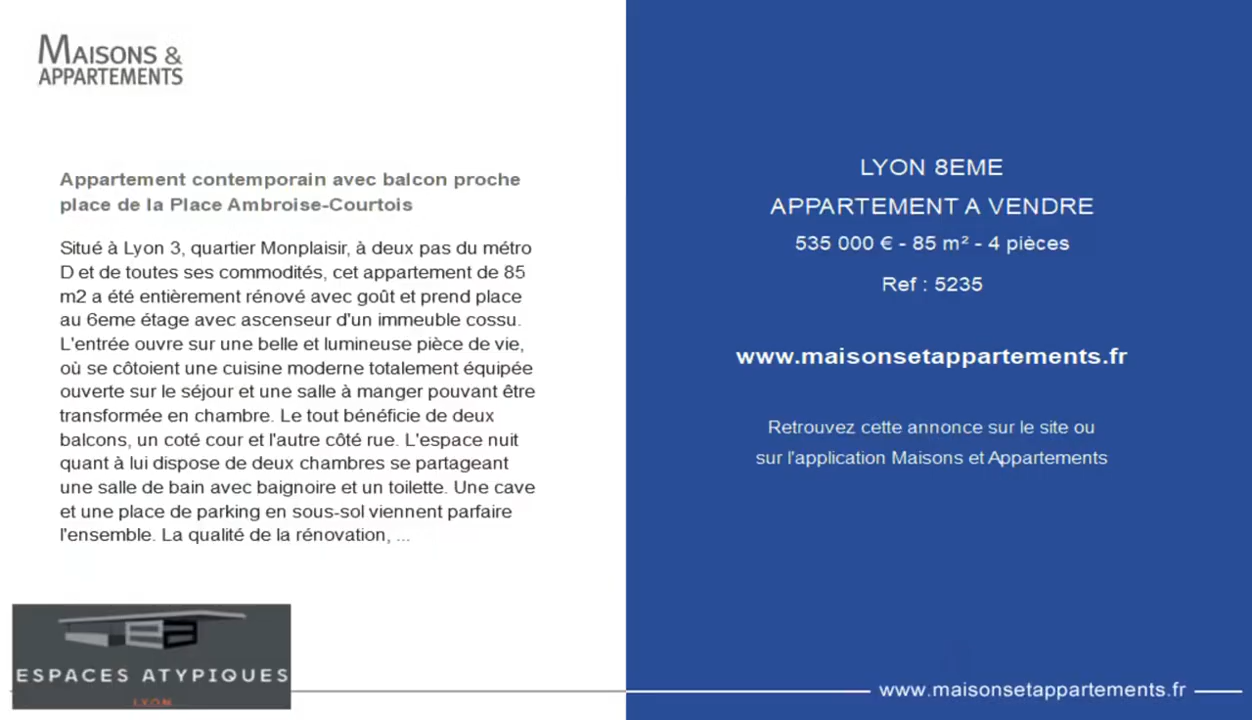 MAISONS &
APPARTEMENTS
Appartement contemporain avec balcon proche
place de la Place Ambroise-Courtois
Situé à Lyon 3, quartier Monplaisir, à deux pas du métro
D et de toutes ses commodités, cet appartement de 85
m2 a été entièrement rénové avec goût et prend place
au 6eme étage avec ascenseur d'un immeuble cossu.
L'entrée ouvre sur une belle et lumineuse pièce de vie,
où se côtoient une cuisine moderne totalement équipée
ouverte sur le séjour et une salle à manger pouvant être
transformée en chambre. Le tout bénéficie de deux
balcons, un coté cour et l'autre côté rue. L'espace nuit
quant à lui dispose de deux chambres se partageant
une salle de bain avec baignoire et un toilette. Une cave
et une place de parking en sous-sol viennent parfaire
l'ensemble. La qualité de la rénovation, ...
ESPACES ATYPIQUES
LYON
LYON 8EME
APPARTEMENT A VENDRE
535 000 € - 85 m² - 4 pièces
Ref : 5235
www.maisonsetappartements.fr
Retrouvez cette annonce sur le site ou
sur l'application Maisons et Appartements
www.maisonsetappartements.fr